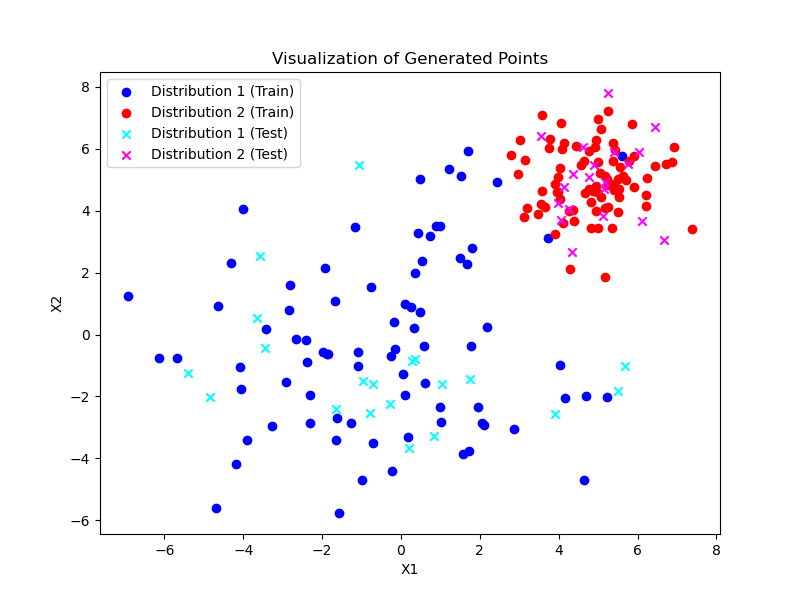 Visualization of Generated Points
Distribution 1 (Train)
Distribution 2 (Train)
Distribution 1 (Test)
Distribution 2 (Test)
8
6
4
2
0
−2
−4
−6
X2
−6 −4 −2 0 2 4 6 8
X1